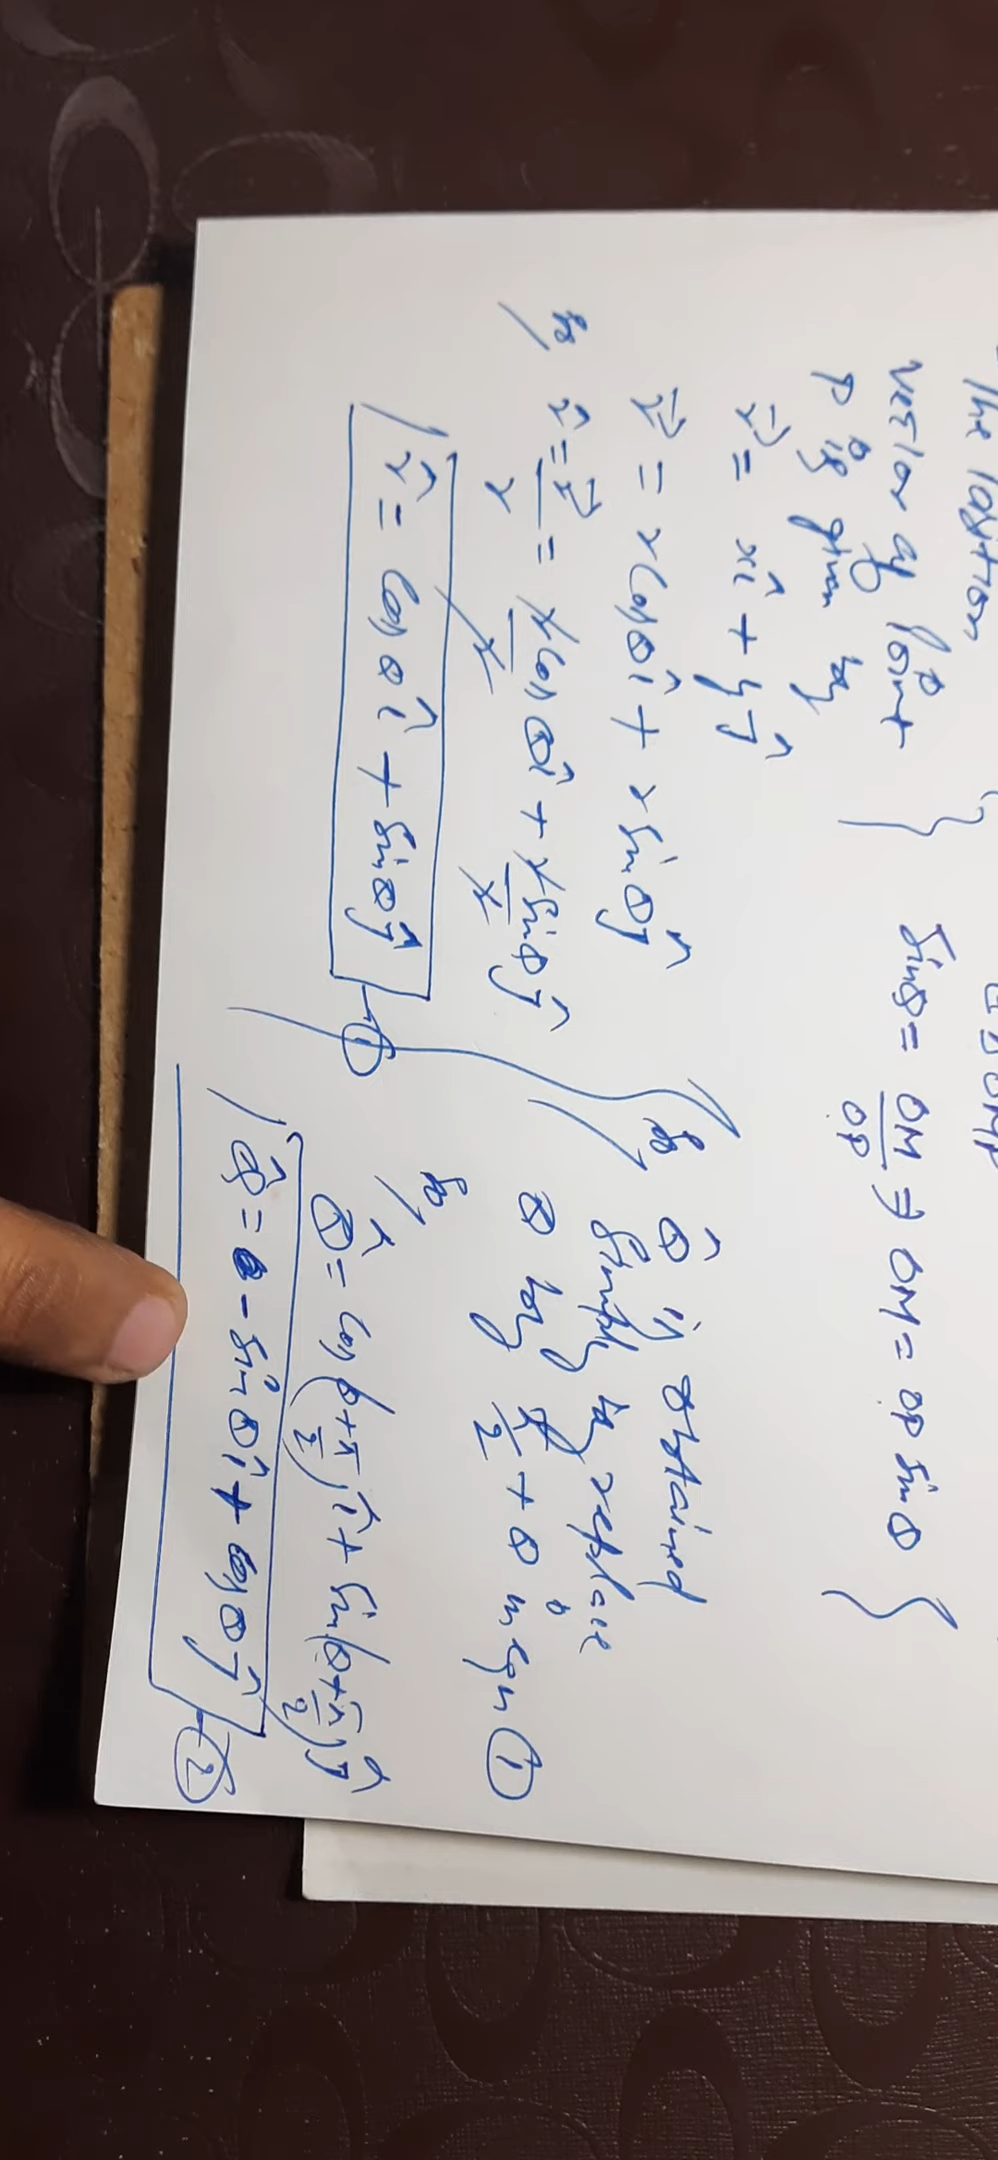 The Position
vector of Point
P is given by
r⃗ = xî + yĵ
r⃗ = r cos θ î + r sin θ ĵ
So r̂ = r⃗/r = r cos θ î/r + r sin θ ĵ/r
r̂ = cos θ î + sin θ ĵ ①
sin θ = OM/OP ⇒ OM = OP sin θ
So θ̂ is obtained
simply by replace
θ by π/2 + θ in eqn ①
So
θ̂ = cos(θ + π/2) î + sin(θ + π/2) ĵ
θ̂ = - sin θ î + cos θ ĵ ②